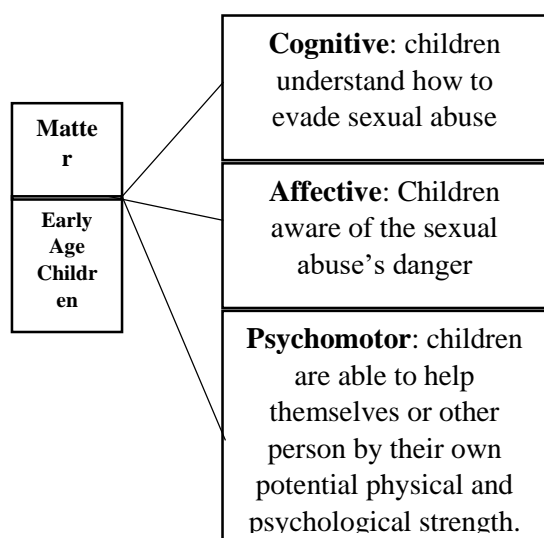 Matte
r
Early
Age
Childr
en
Cognitive: children
understand how to
evade sexual abuse
Affective: Children
aware of the sexual
abuse's danger
Psychomotor: children
are able to help
themselves or other
person by their own
potential physical and
psychological strength.